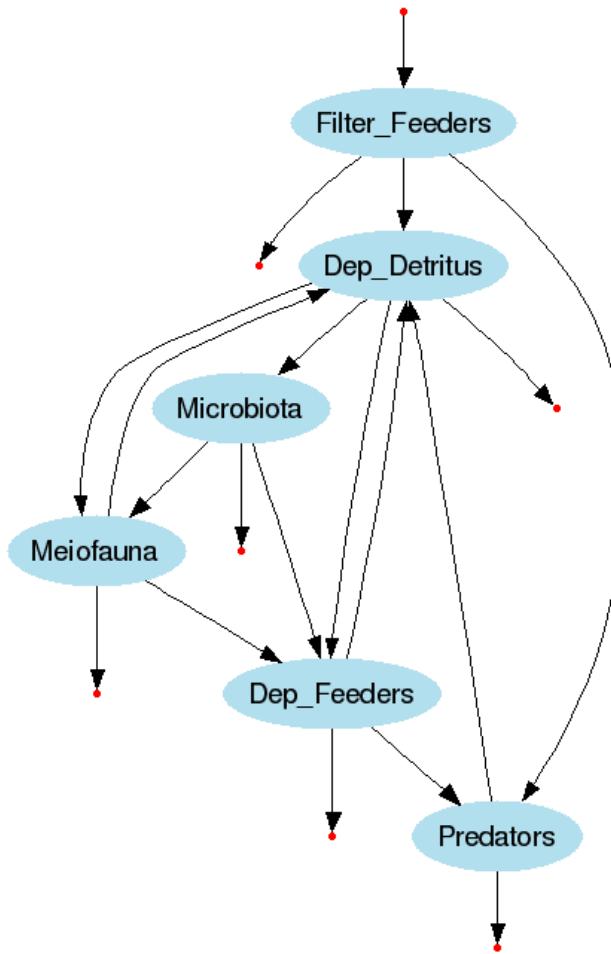 Filter_Feeders
Dep_Detritus
Microbiota
Meiofauna
Dep_Feeders
Predators